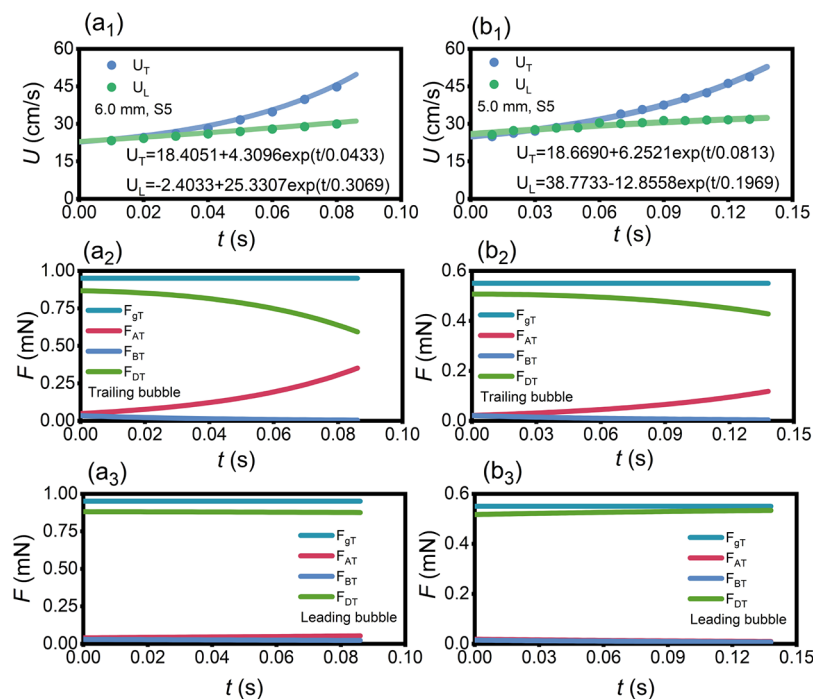 (a1)
60
45
30
15
0
U (cm/s)
UT
UL
6.0 mm, S5
UT=18.4051+4.3096exp(t/0.0433)
UL=-2.4033+25.3307exp(t/0.3069)
0.00 0.02 0.04 0.06 0.08 0.10
t (s)
(b1)
60
45
30
15
0
U (cm/s)
UT
UL
5.0 mm, S5
UT=18.6690+6.2521exp(t/0.0813)
UL=38.7733-12.8558exp(t/0.1969)
0.00 0.03 0.06 0.09 0.12 0.15
t (s)
(a2)
1.00
0.75
0.50
0.25
0.00
F (mN)
FgT
FAT
FBT
FDT
Trailing bubble
0.00 0.02 0.04 0.06 0.08 0.10
t (s)
(b2)
0.6
0.4
0.2
0.0
F (mN)
FgT
FAT
FBT
FDT
Trailing bubble
0.00 0.03 0.06 0.09 0.12 0.15
t (s)
(a3)
1.00
0.75
0.50
0.25
0.00
F (mN)
FgT
FAT
FBT
FDT
Leading bubble
0.00 0.02 0.04 0.06 0.08 0.10
t (s)
(b3)
0.6
0.4
0.2
0.0
F (mN)
FgT
FAT
FBT
FDT
Leading bubble
0.00 0.03 0.06 0.09 0.12 0.15
t (s)